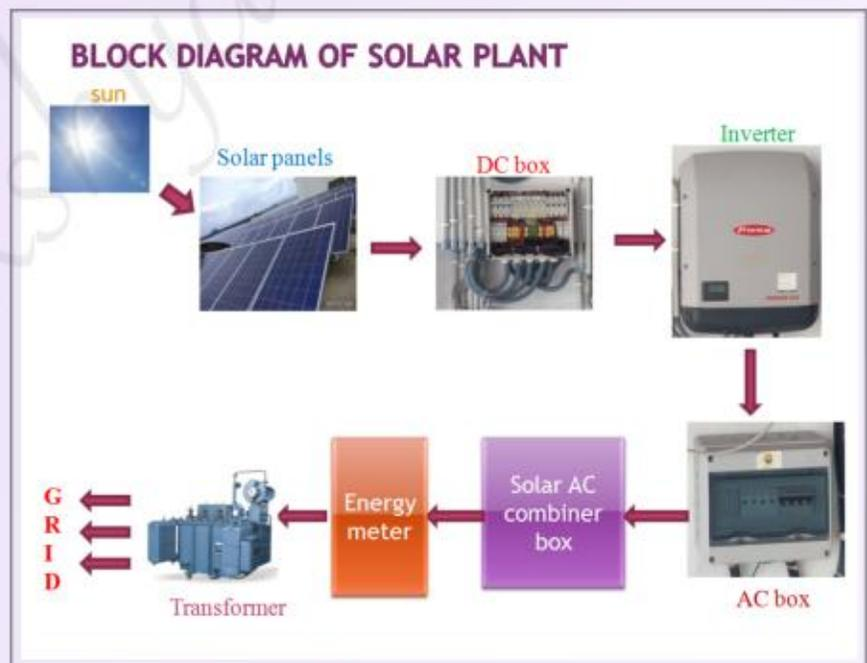 BLOCK DIAGRAM OF SOLAR PLANT
sun
Solar panels
DC box
Inverter
Fronius
G
R
I
D
Transformer
Energy
meter
Solar AC
combiner
box
AC box